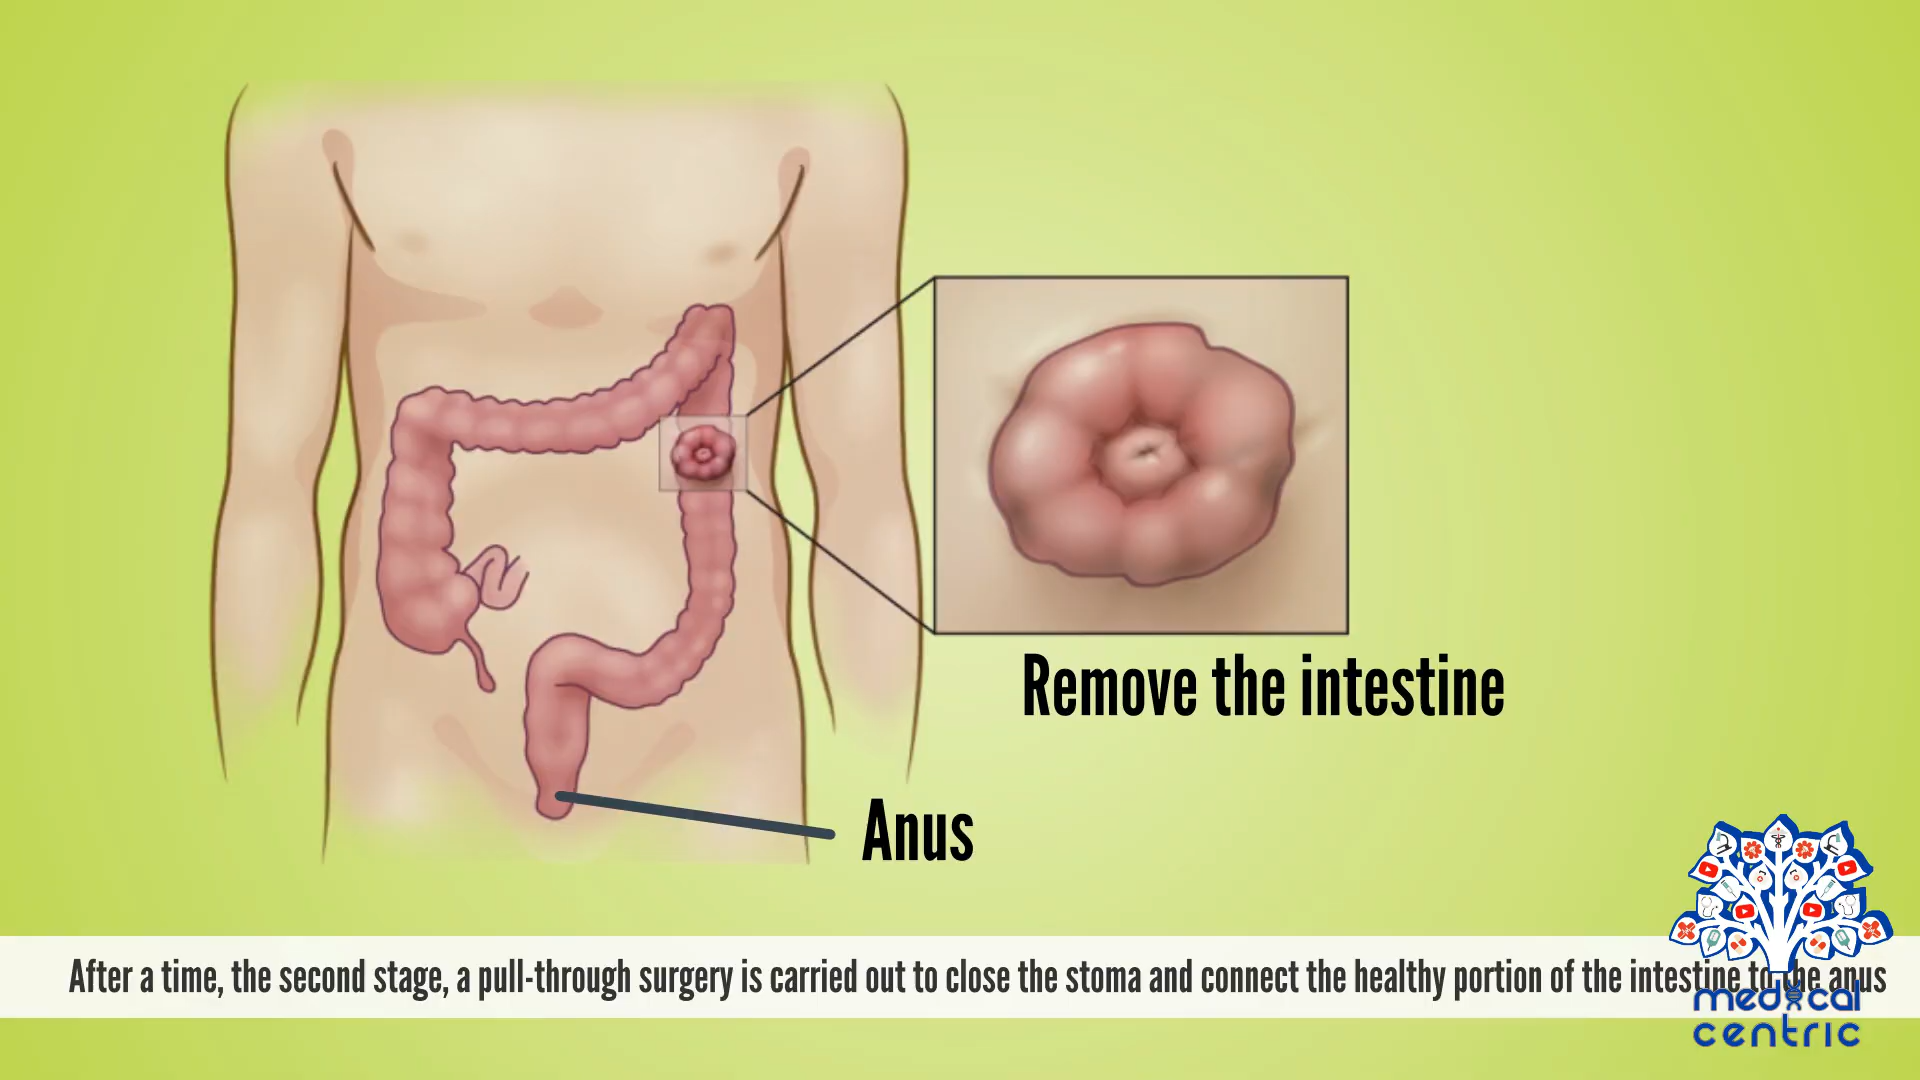 Remove the intestine
Anus
After a time, the second stage, a pull-through surgery is carried out to close the stoma and connect the healthy portion of the intestine to the anus
medical
centric